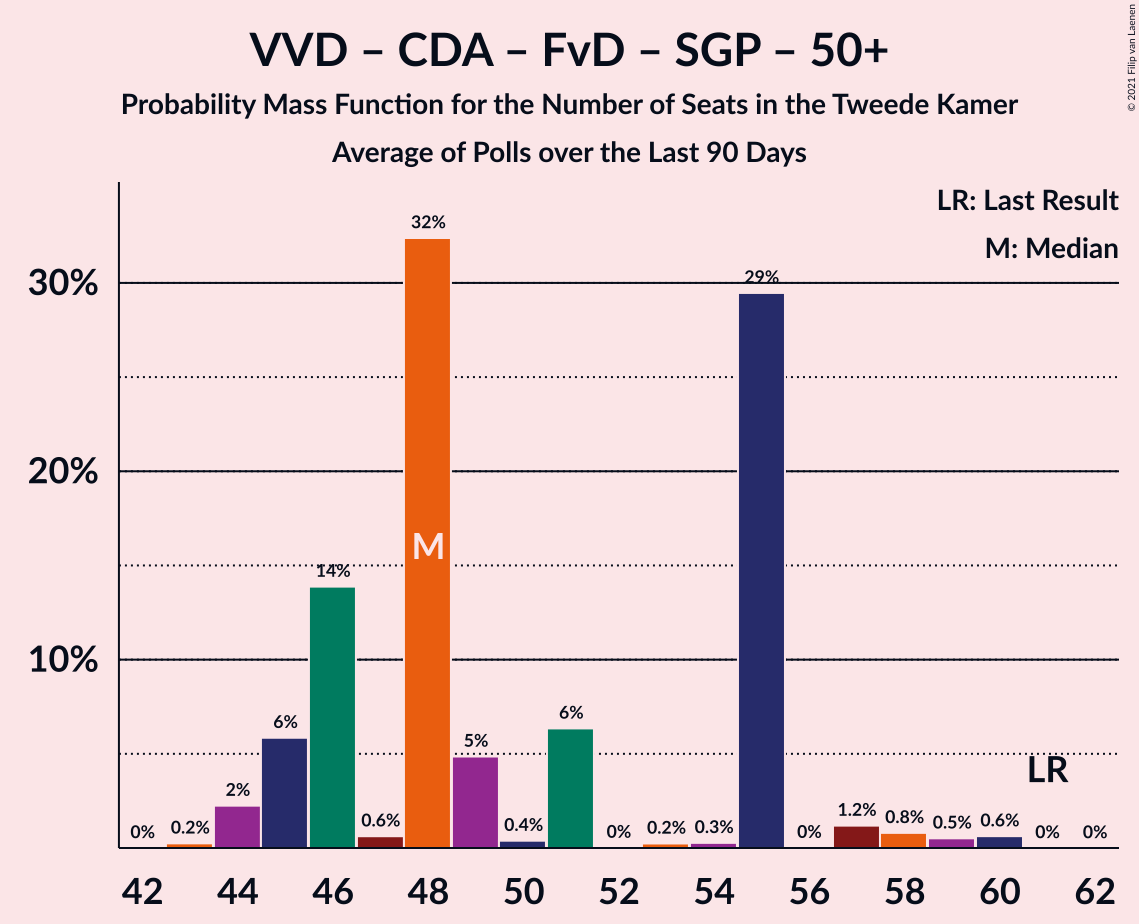 VVD – CDA – FvD – SGP – 50+
Probability Mass Function for the Number of Seats in the Tweede Kamer
Average of Polls over the Last 90 Days
© 2021 Filip van Laenen
LR: Last Result
M: Median
30%
20%
10%
0%
0.2%
2%
6%
14%
0.6%
32%
5%
0.4%
6%
0%
0.2%
0.3%
29%
0%
1.2%
0.8%
0.5%
0.6%
0%
0%
M
LR
42 44 46 48 50 52 54 56 58 60 62